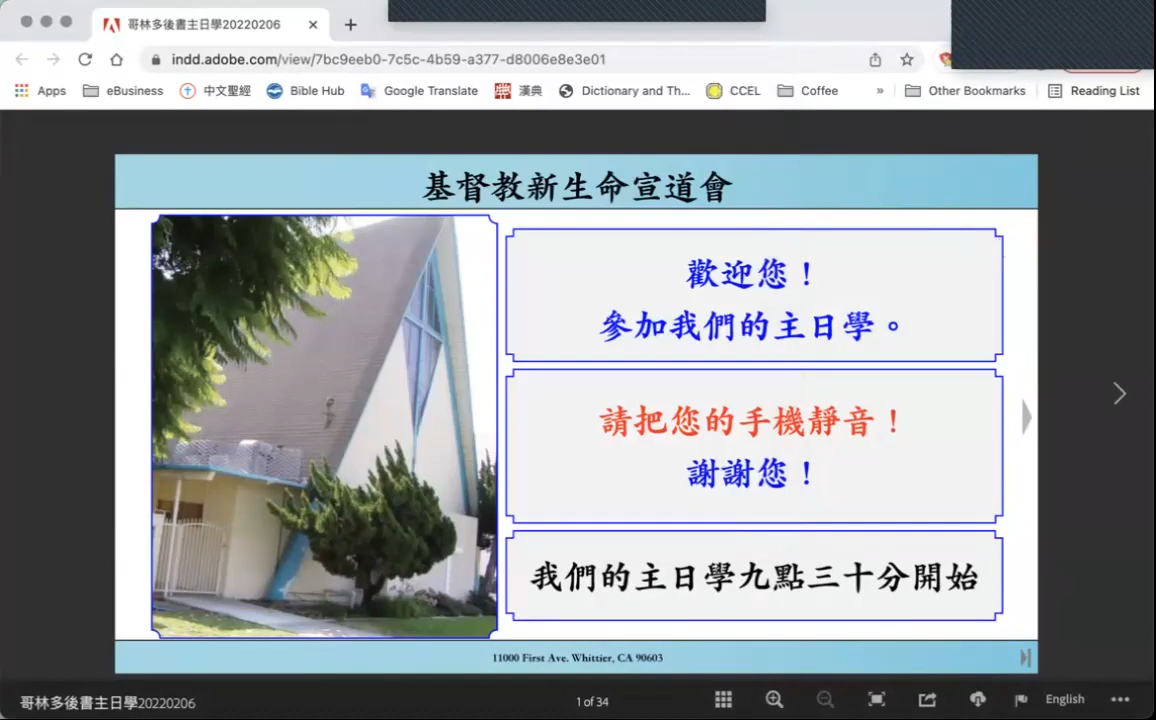 哥林多後書主日學20220206
indd.adobe.com/view/7bc9eeb0-7c5c-4b59-a377-d8006e8e3e01
Apps eBusiness 中文聖經 Bible Hub Google Translate 漢典 Dictionary and Th... CCEL Coffee » Other Bookmarks Reading List
基督教新生命宣道會
歡迎您！
參加我們的主日學。
請把您的手機靜音！
謝謝您！
我們的主日學九點三十分開始
11000 First Ave. Whittier, CA 90603
哥林多後書主日學20220206 1 of 34 English